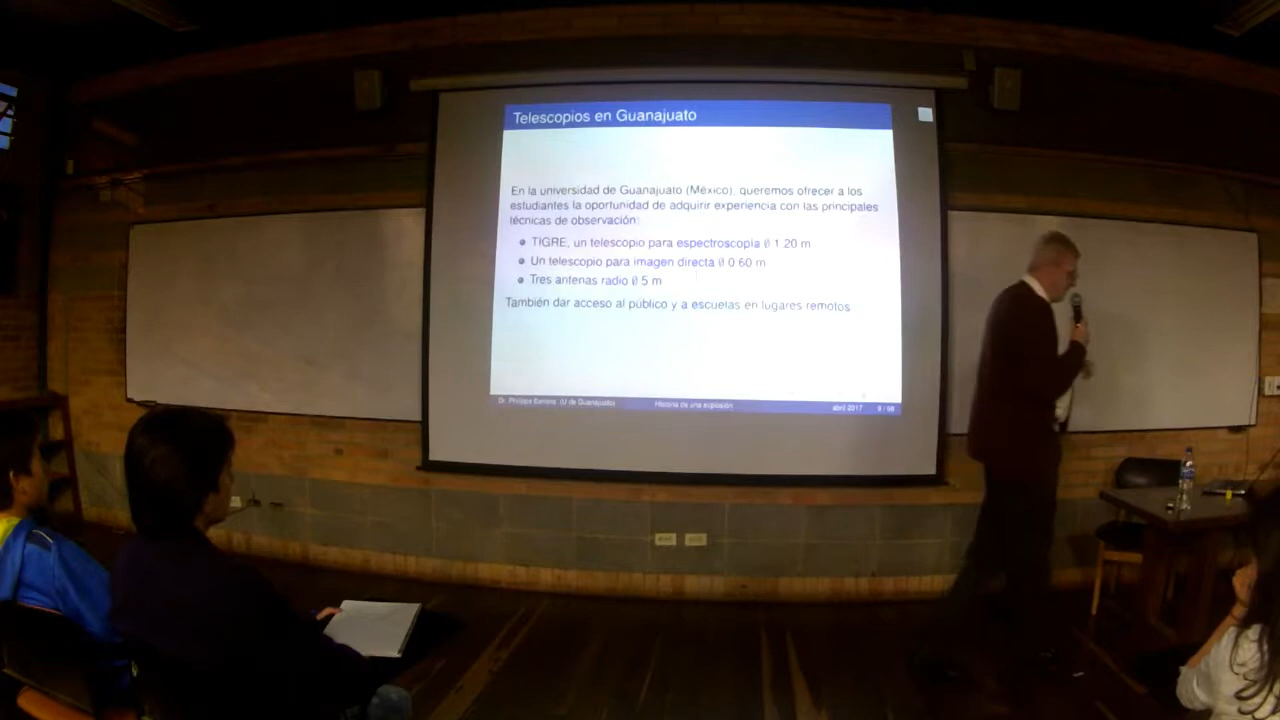 Telescopios en Guanajuato
En la universidad de Guanajuato (México), queremos ofrecer a los
estudiantes la oportunidad de adquirir experiencia con las principales
técnicas de observación:
TIGRE, un telescopio para espectroscopía ∅ 1.20 m
Un telescopio para imagen directa ∅ 0.60 m
Tres antenas radio ∅ 5 m
También dar acceso al público y a escuelas en lugares remotos.
Dr. Philippe (U de Guanajuato)
Historia de una explosión
abril 2017